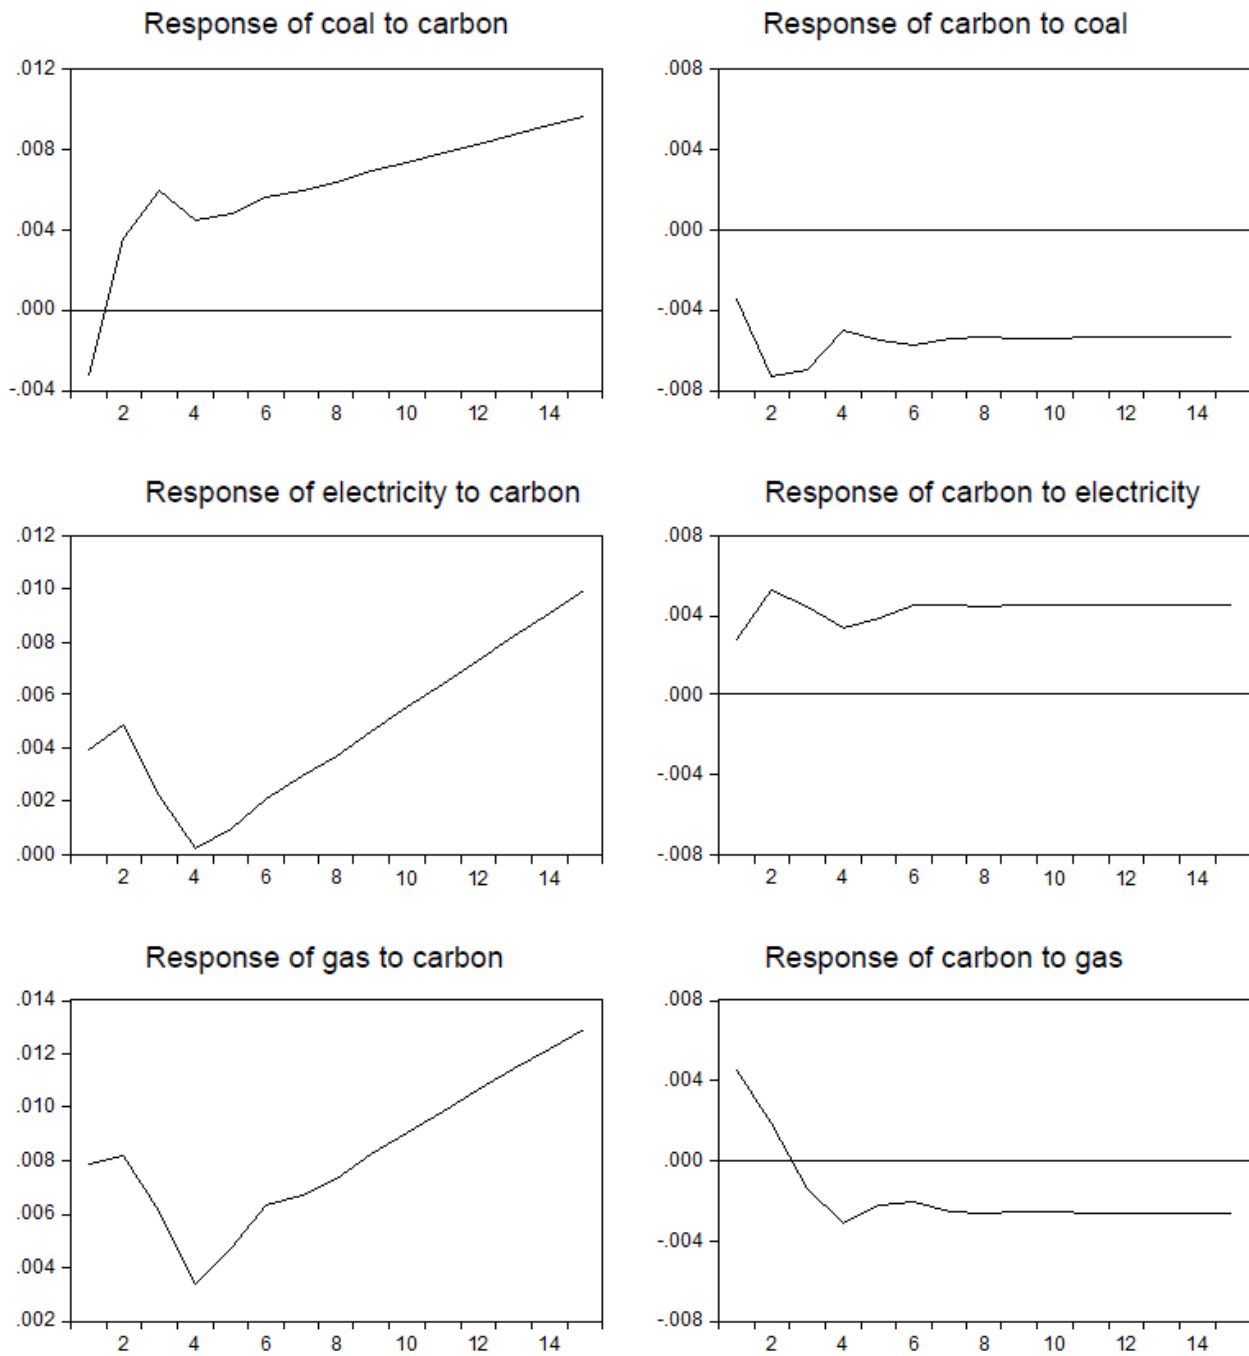 Response of coal to carbon
.012
.008
.004
.000
-.004
2 4 6 8 10 12 14
Response of carbon to coal
.008
.004
.000
-.004
-.008
2 4 6 8 10 12 14
Response of electricity to carbon
.012
.010
.008
.006
.004
.002
.000
2 4 6 8 10 12 14
Response of carbon to electricity
.008
.004
.000
-.004
-.008
2 4 6 8 10 12 14
Response of gas to carbon
.014
.012
.010
.008
.006
.004
.002
2 4 6 8 10 12 14
Response of carbon to gas
.008
.004
.000
-.004
-.008
2 4 6 8 10 12 14